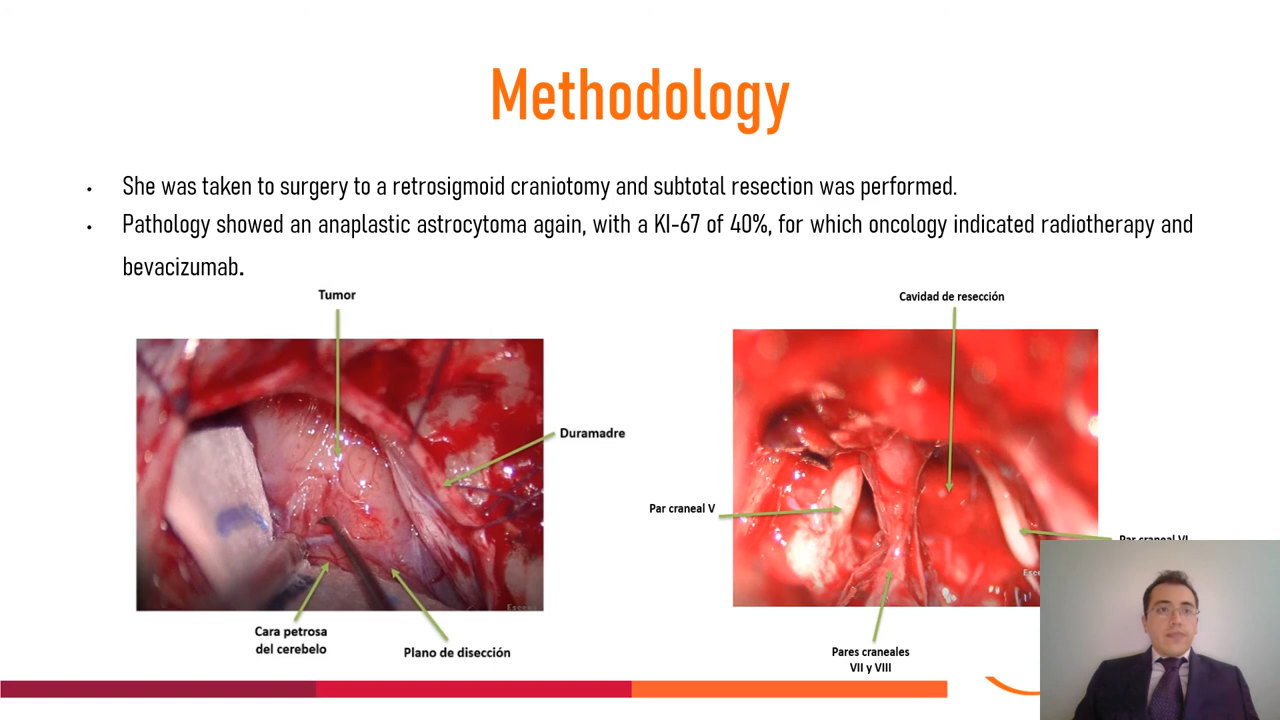 Methodology
• She was taken to surgery to a retrosigmoid craniotomy and subtotal resection was performed.
• Pathology showed an anaplastic astrocytoma again, with a KI-67 of 40%, for which oncology indicated radiotherapy and
bevacizumab.
Tumor
Cavidad de resección
Duramadre
Par craneal V
Par craneal VI
Cara petrosa
del cerebelo
Plano de disección
Pares craneales
VII y VIII